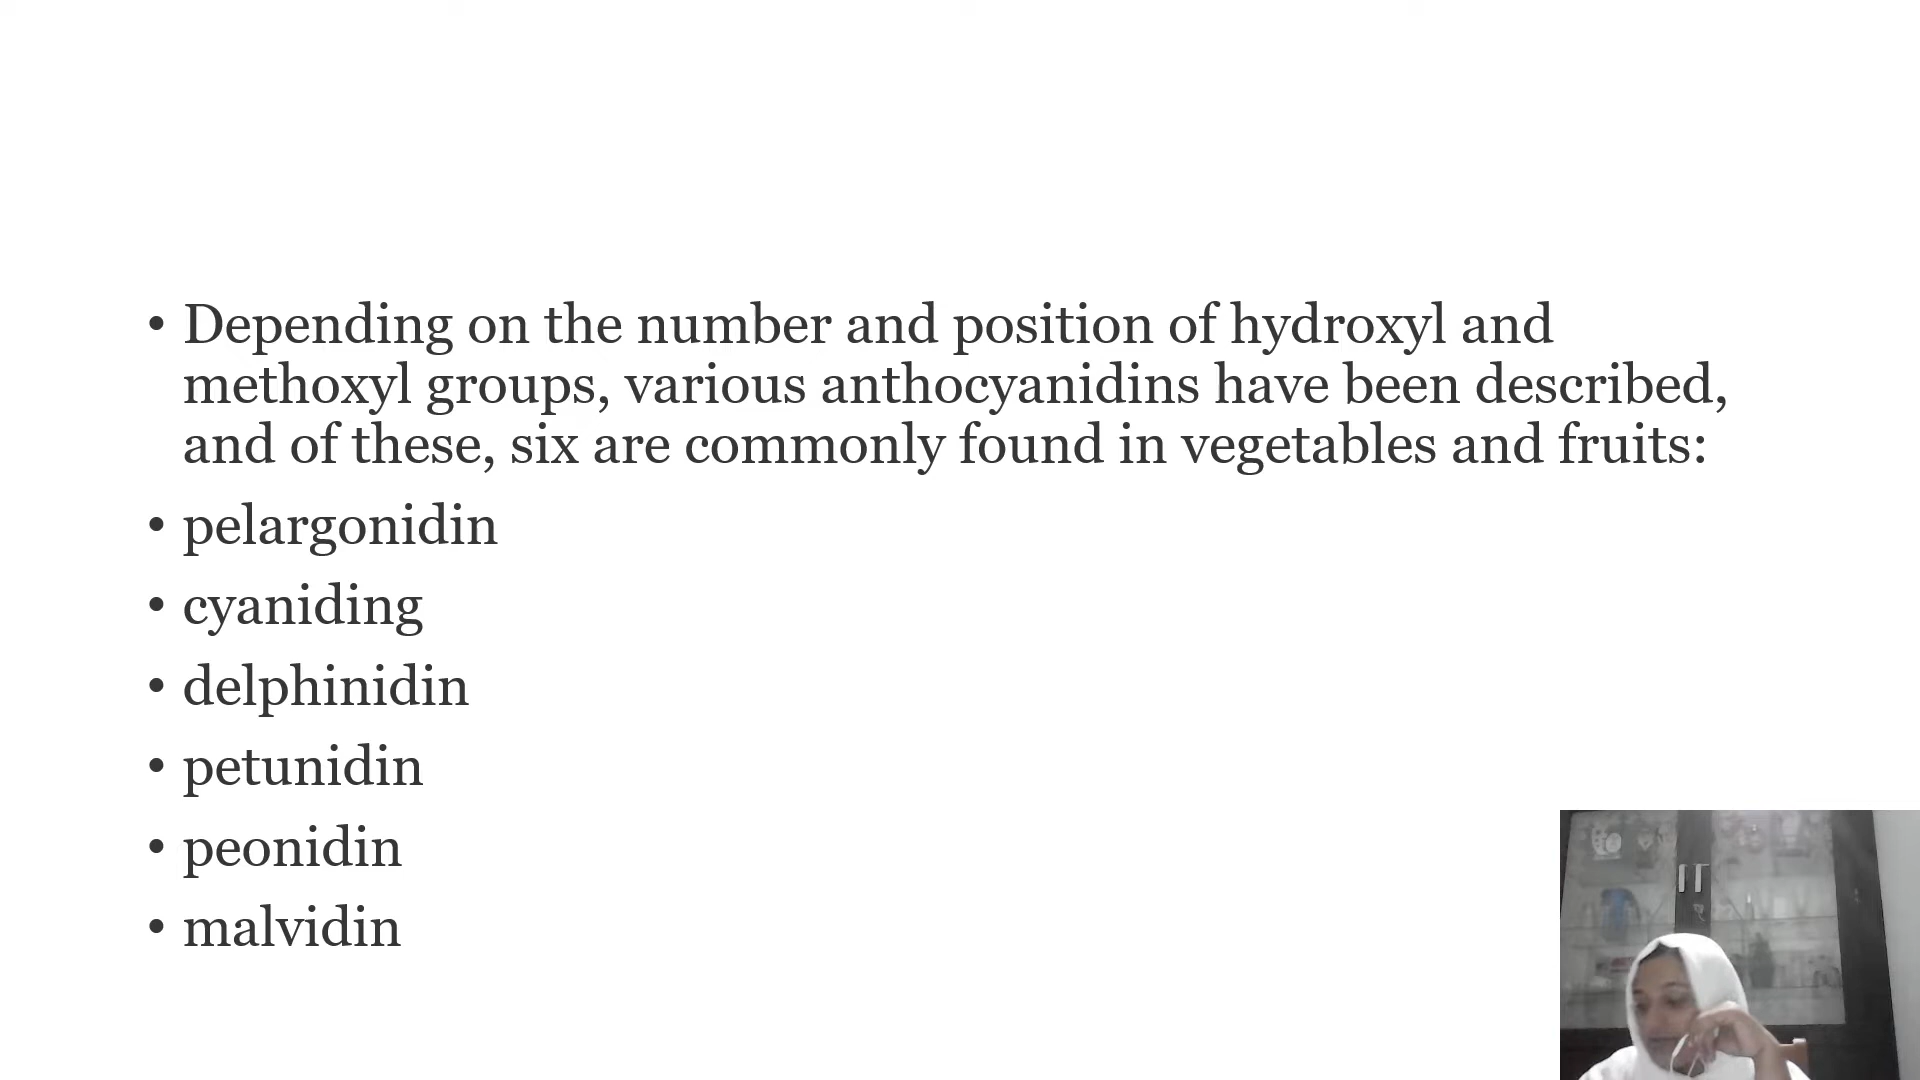 • Depending on the number and position of hydroxyl and
methoxyl groups, various anthocyanidins have been described,
and of these, six are commonly found in vegetables and fruits:
• pelargonidin
• cyaniding
• delphinidin
• petunidin
• peonidin
• malvidin